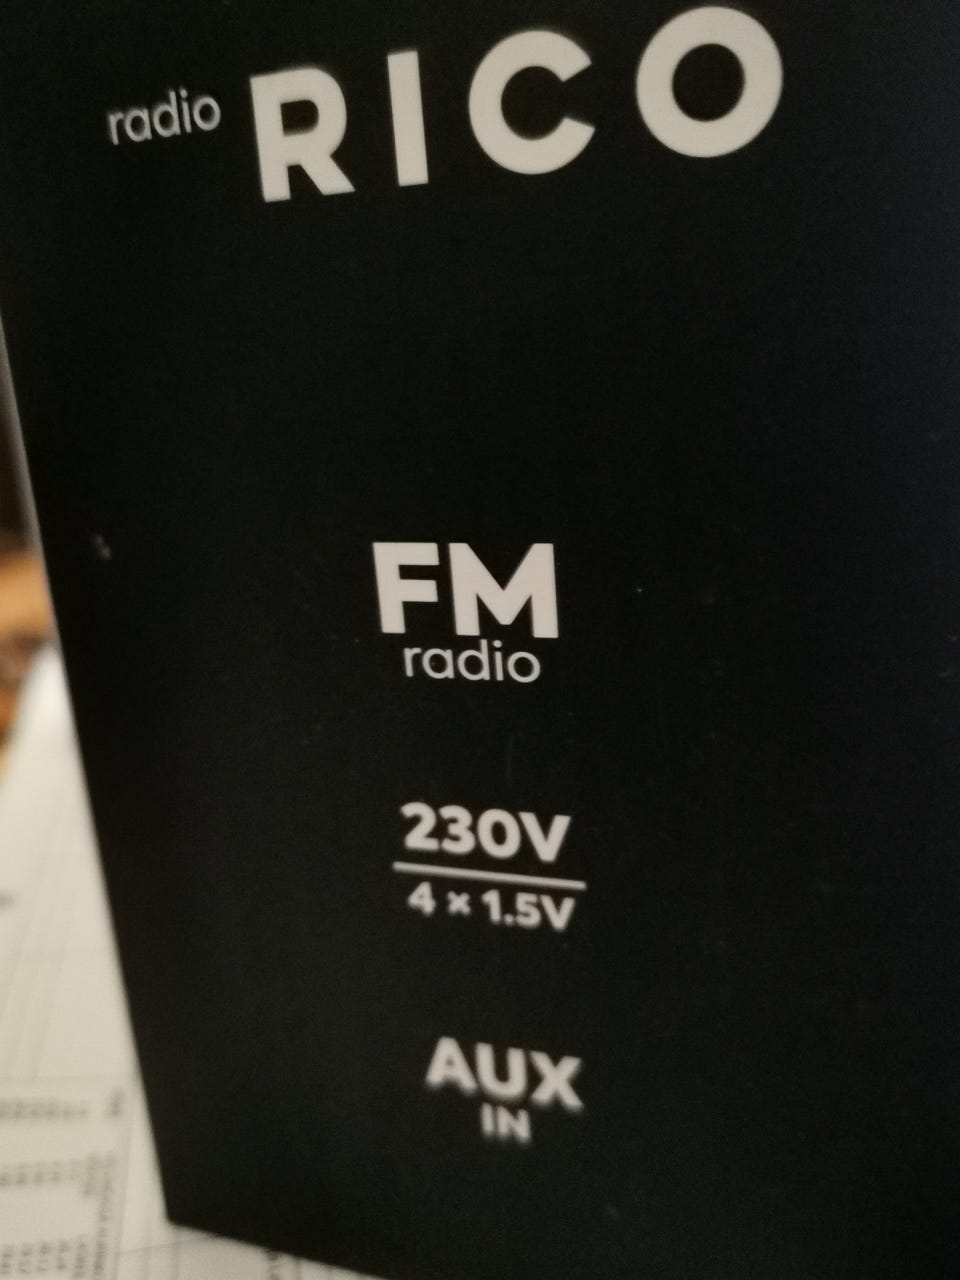 radio RICO
FM
radio
230V
4 × 1.5V
AUX
IN